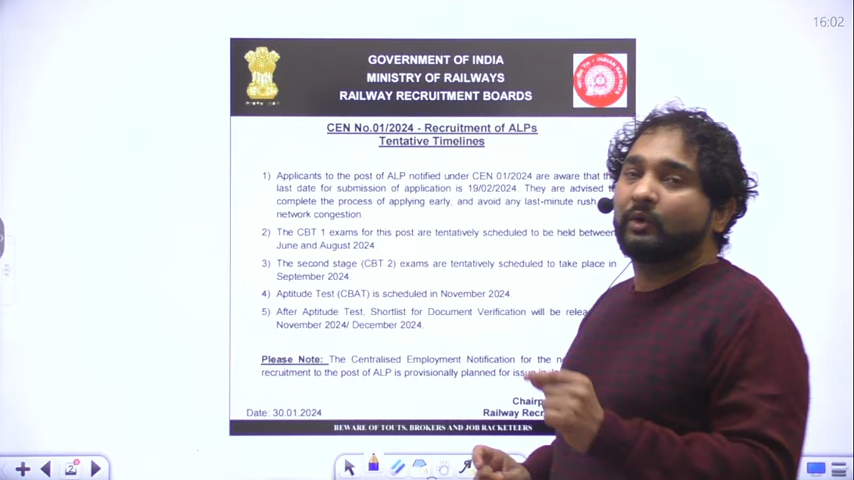 16:02
GOVERNMENT OF INDIA
MINISTRY OF RAILWAYS
RAILWAY RECRUITMENT BOARDS
CEN No.01/2024 - Recruitment of ALPs
Tentative Timelines
1) Applicants to the post of ALP notified under CEN 01/2024 are aware that
last date for submission of application is 19/02/2024. They are advised
complete the process of applying early, and avoid any last-minute rush
network congestion.
2) The CBT 1 exams for this post are tentatively scheduled to be held between
June and August 2024.
3) The second stage (CBT 2) exams are tentatively scheduled to take place in
September 2024.
4) Aptitude Test (CBAT) is scheduled in November 2024.
5) After Aptitude Test, Shortlist for Document Verification will be
November 2024/ December 2024.
Please Note: The Centralised Employment Notification for the
recruitment to the post of ALP is provisionally planned for issue in
Date: 30.01.2024
Railway
BEWARE OF TOUTS, BROKERS AND JOB RACKETEERS
2